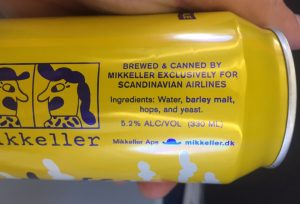 BREWED & CANNED BY
MIKKELLER EXCLUSIVELY FOR
SCANDINAVIAN AIRLINES
Ingredients: Water, barley malt,
hops, and yeast.
5.2% ALC/VOL (330 ML)
Mikkeller Aps mikkeller.dk
mikkeller